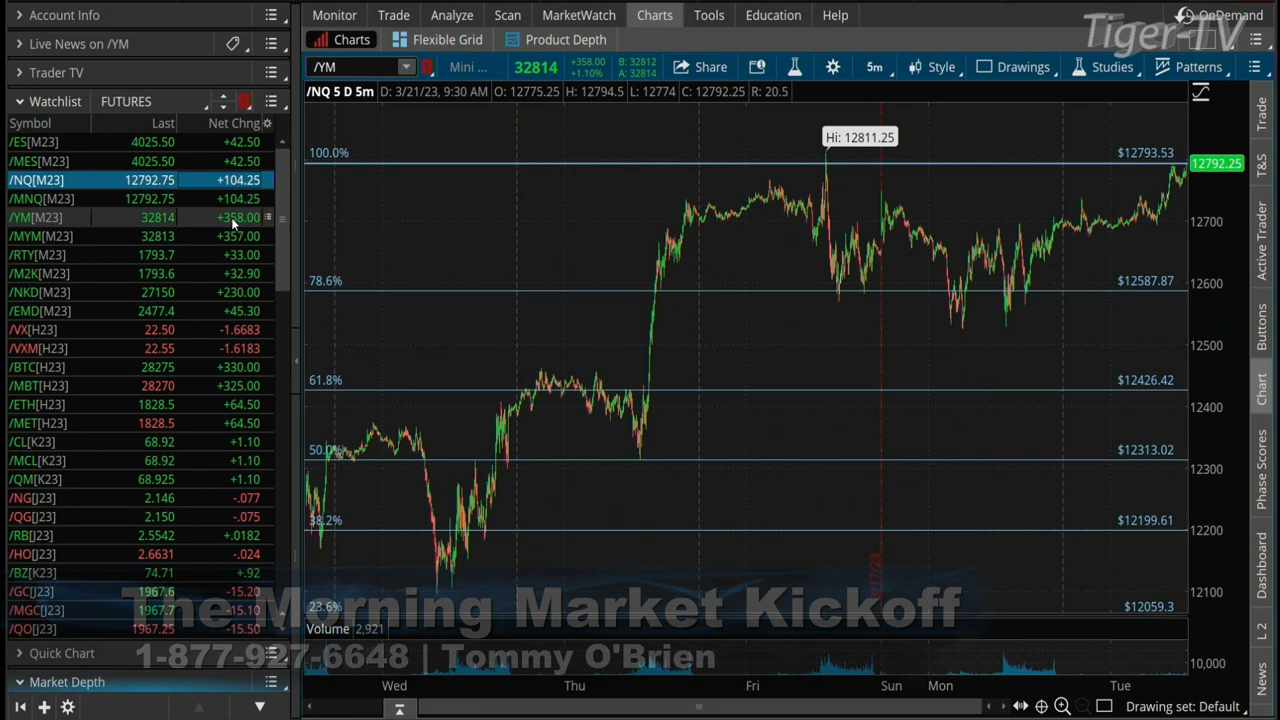 Account Info
Live News on /YM
Trader TV
Watchlist FUTURES
Symbol Last Net Chng
/ES[M23] 4025.50 +42.50
/MES[M23] 4025.50 +42.50
/NQ[M23] 12792.75 +104.25
/MNQ[M23] 12792.75 +104.25
/YM[M23] 32814 +358.00
/MYM[M23] 32813 +357.00
/RTY[M23] 1793.7 +33.00
/M2K[M23] 1793.6 +32.90
/NKD[M23] 27150 +230.00
/EMD[M23] 2477.4 +45.30
/VX[H23] 22.50 -1.6683
/VXM[H23] 22.55 -1.6183
/BTC[H23] 28275 +330.00
/MBT[H23] 28270 +325.00
/ETH[H23] 1828.5 +64.50
/MET[H23] 1828.5 +64.50
/CL[K23] 68.92 +1.10
/MCL[K23] 68.92 +1.10
/QM[K23] 68.925 +1.10
/NG[J23] 2.146 -.077
/QG[J23] 2.150 -.075
/RB[J23] 2.5542 +.0182
/HO[J23] 2.6631 -.024
/BZ[K23] 74.71 +.92
/GC[J23] 1967.6 -15.20
/MGC[J23] 1967.7 -15.10
/QO[J23] 1967.25 -15.50
Quick Chart
Market Depth
Monitor Trade Analyze Scan MarketWatch Charts Tools Education Help
OnDemand
Tiger-TV
Charts Flexible Grid Product Depth
/YM Mini ... 32814 +358.00 B: 32812
+1.10% A: 32814
Share 5m Style Drawings Studies Patterns
/NQ 5 D 5m D: 3/21/23, 9:30 AM O: 12775.25 H: 12794.5 L: 12774 C: 12792.25 R: 20.5
Hi: 12811.25
100.0% $12793.53
12792.25
12700
78.6% $12587.87
12600
12500
61.8% $12426.42
12400
50.0% $12313.02
12300
38.2% $12199.61
12200
12100
23.6% $12059.3
Volume 2,921
10,000
Wed Thu Fri Sun Mon Tue
Drawing set: Default
Trade
T&S
Active Trader
Buttons
Chart
Phase Scores
Dashboard
L 2
News
The Morning Market Kickoff
1-877-927-6648 | Tommy O'Brien